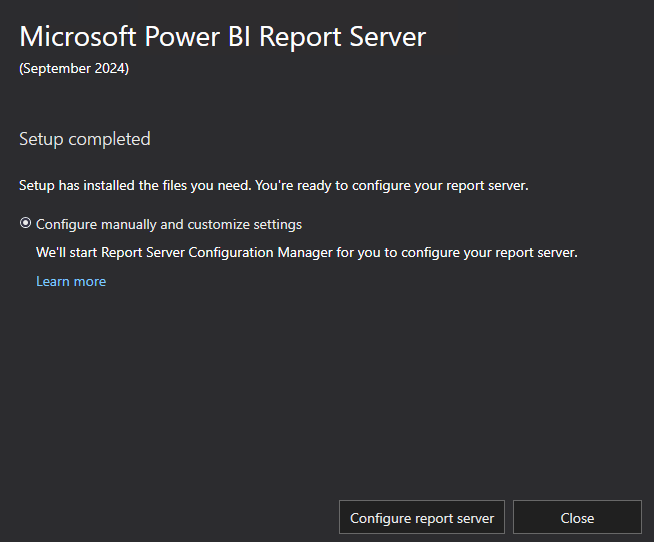 Microsoft Power BI Report Server
(September 2024)
Setup completed
Setup has installed the files you need. You're ready to configure your report server.
Configure manually and customize settings
We'll start Report Server Configuration Manager for you to configure your report server.
Learn more
Configure report server
Close